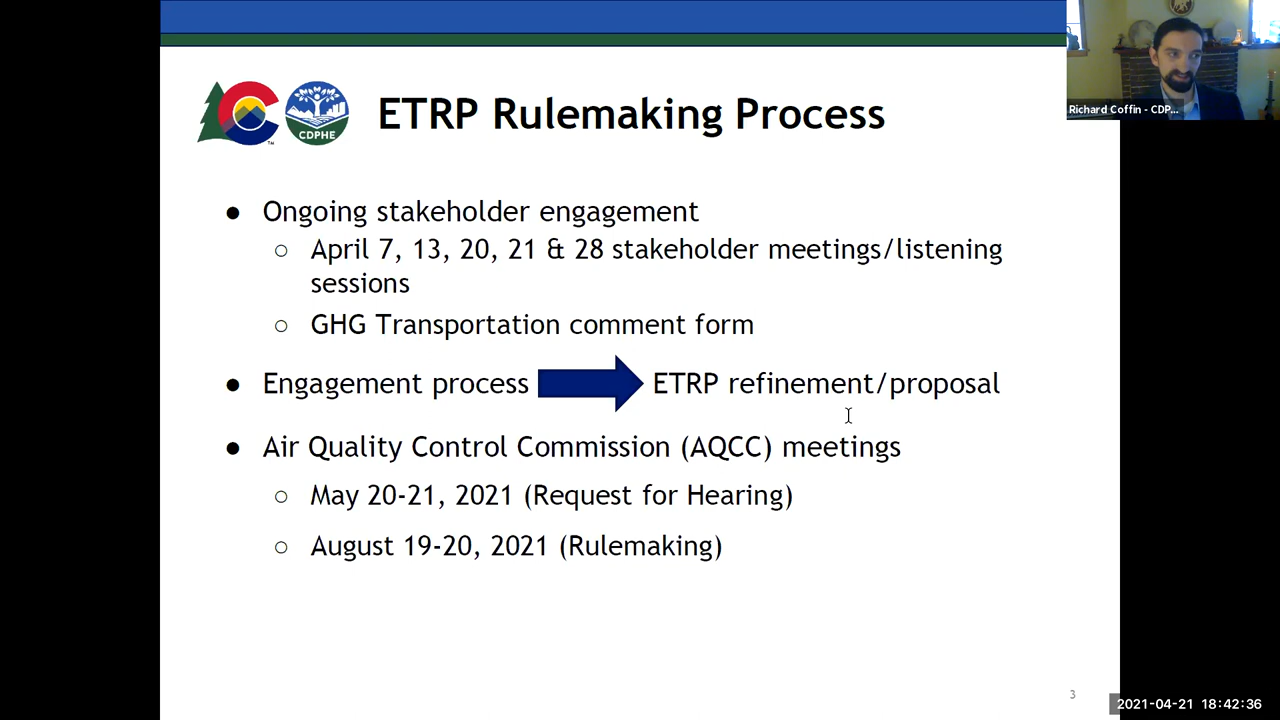 Richard Coffin - CDP...
CDPHE
TM
ETRP Rulemaking Process
● Ongoing stakeholder engagement
○ April 7, 13, 20, 21 & 28 stakeholder meetings/listening
sessions
○ GHG Transportation comment form
● Engagement process ETRP refinement/proposal
● Air Quality Control Commission (AQCC) meetings
○ May 20-21, 2021 (Request for Hearing)
○ August 19-20, 2021 (Rulemaking)
3
2021-04-21 18:42:36